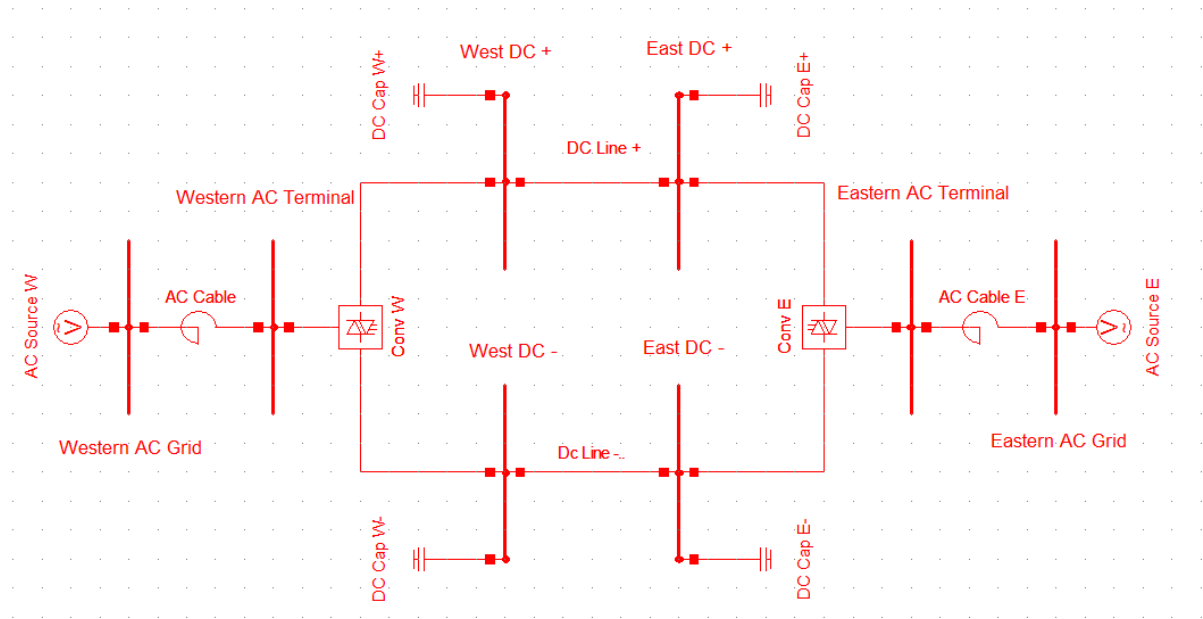 West DC +
East DC +
DC Cap W+
DC Cap E+
DC Line +
Western AC Terminal
Eastern AC Terminal
AC Source W
AC Cable
Conv W
Conv E
AC Cable E
AC Source E
V
~
V
~
West DC -
East DC -
Western AC Grid
Eastern AC Grid
Dc Line -..
DC Cap W-
DC Cap E-